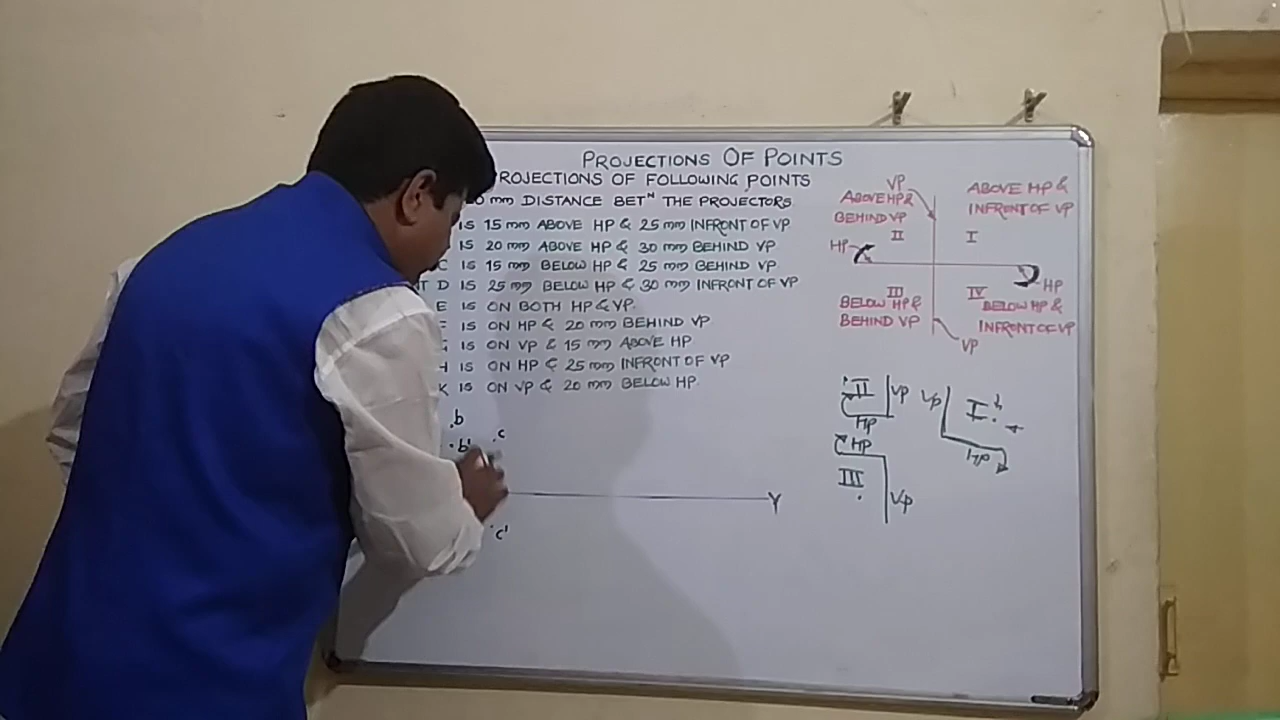 PROJECTIONS OF POINTS
ROJECTIONS OF FOLLOWING POINTS
0 mm DISTANCE BETᴺ THE PROJECTORS
IS 15 mm ABOVE HP & 25 mm INFRONT OF VP
IS 20 mm ABOVE HP & 30 mm BEHIND VP
C IS 15 mm BELOW HP & 25 mm BEHIND VP
NT D IS 25 mm BELOW HP & 30 mm INFRONT OF VP
E IS ON BOTH HP & VP.
F IS ON HP & 20 mm BEHIND VP
G IS ON VP & 15 mm ABOVE HP
H IS ON HP & 25 mm INFRONT OF VP
K IS ON VP & 20 mm BELOW HP
b
b'
c
Y
c'
VP
ABOVE HP &
BEHIND VP
II
HP
ABOVE HP &
INFRONT OF VP
I
HP
III
BELOW HP &
BEHIND VP
IV
BELOW HP &
INFRONT OF VP
VP
II
VP
HP
VP
I
HP
HP
III
VP